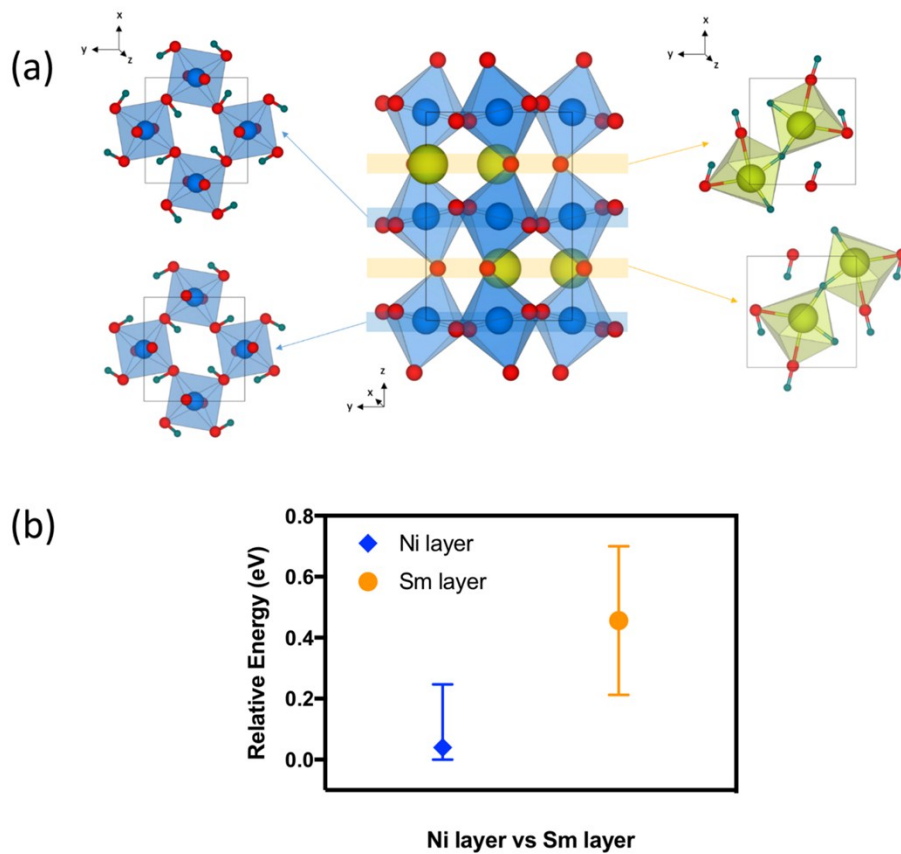 (a)
x
y
z
x
y
z
z
x
y
(b)
0.8
0.6
0.4
0.2
0.0
Relative Energy (eV)
Ni layer
Sm layer
Ni layer vs Sm layer